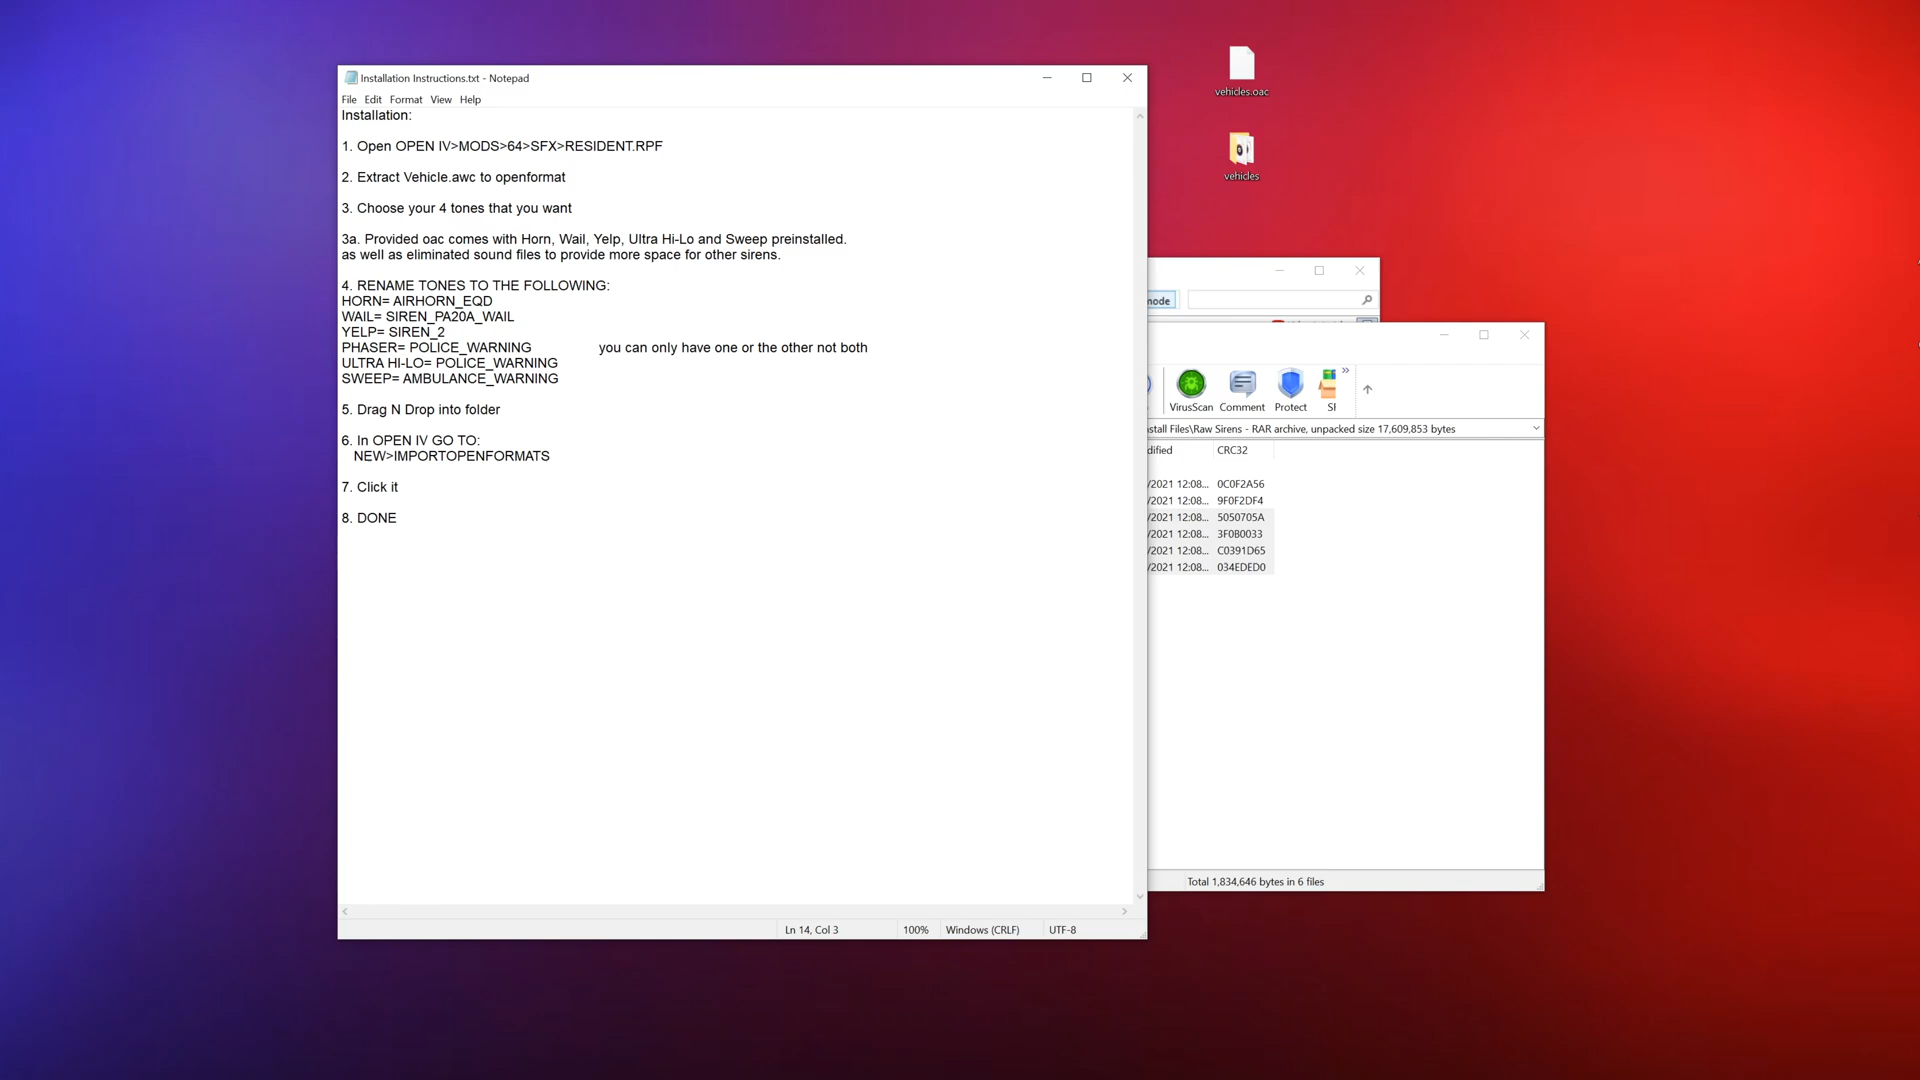 Installation Instructions.txt - Notepad
File Edit Format View Help
Installation:
1. Open OPEN IV>MODS>64>SFX>RESIDENT.RPF
2. Extract Vehicle.awc to openformat
3. Choose your 4 tones that you want
3a. Provided oac comes with Horn, Wail, Yelp, Ultra Hi-Lo and Sweep preinstalled.
as well as eliminated sound files to provide more space for other sirens.
4. RENAME TONES TO THE FOLLOWING:
HORN= AIRHORN_EQD
WAIL= SIREN_PA20A_WAIL
YELP= SIREN_2
PHASER= POLICE_WARNING you can only have one or the other not both
ULTRA HI-LO= POLICE_WARNING
SWEEP= AMBULANCE_WARNING
5. Drag N Drop into folder
6. In OPEN IV GO TO:
NEW>IMPORTOPENFORMATS
7. Click it
8. DONE
Ln 14, Col 3 100% Windows (CRLF) UTF-8
vehicles.oac
vehicles
node
VirusScan Comment Protect SF
stall Files\Raw Sirens - RAR archive, unpacked size 17,609,853 bytes
dified CRC32
/2021 12:08... 0C0F2A56
/2021 12:08... 9F0F2DF4
/2021 12:08... 5050705A
/2021 12:08... 3F0B0033
/2021 12:08... C0391D65
/2021 12:08... 034EDED0
Total 1,834,646 bytes in 6 files